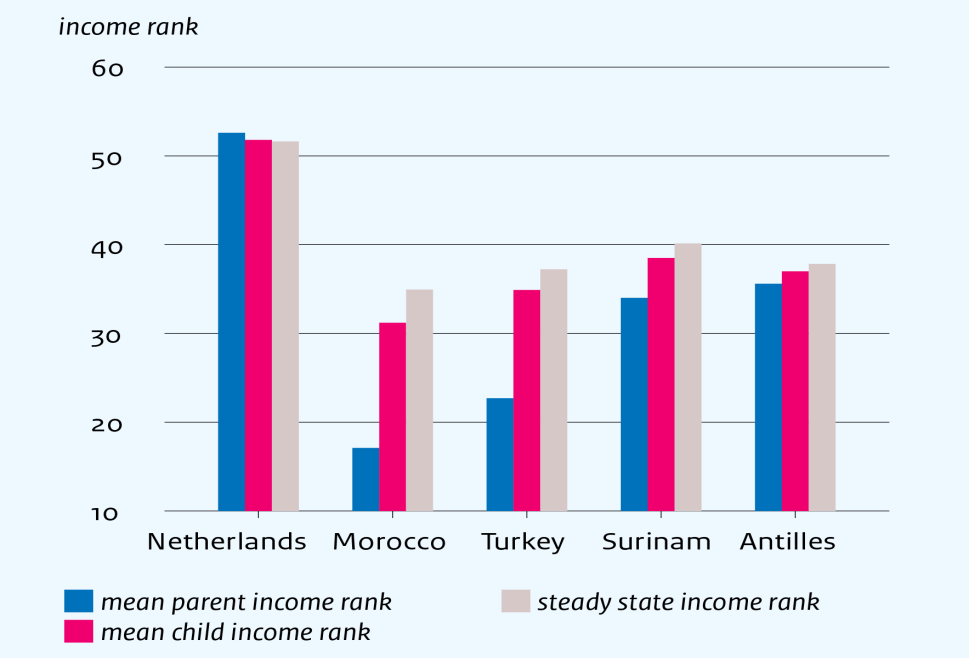 income rank
60
50
40
30
20
10
Netherlands Morocco Turkey Surinam Antilles
mean parent income rank steady state income rank
mean child income rank